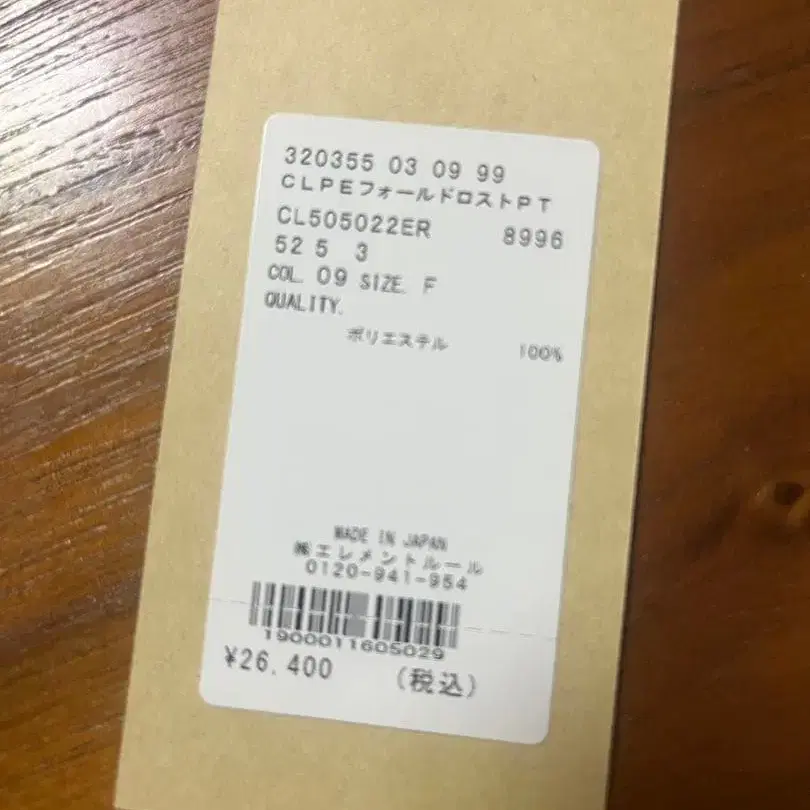 320355 03 09 99
CLPEフォールドロストPT
CL505022ER 8996
52 5 3
COL. 09 SIZE. F
QUALITY.
ポリエステル 100%
MADE IN JAPAN
㈱エレメントルール
0120-941-954
1900011605029
¥26.400 (税込)